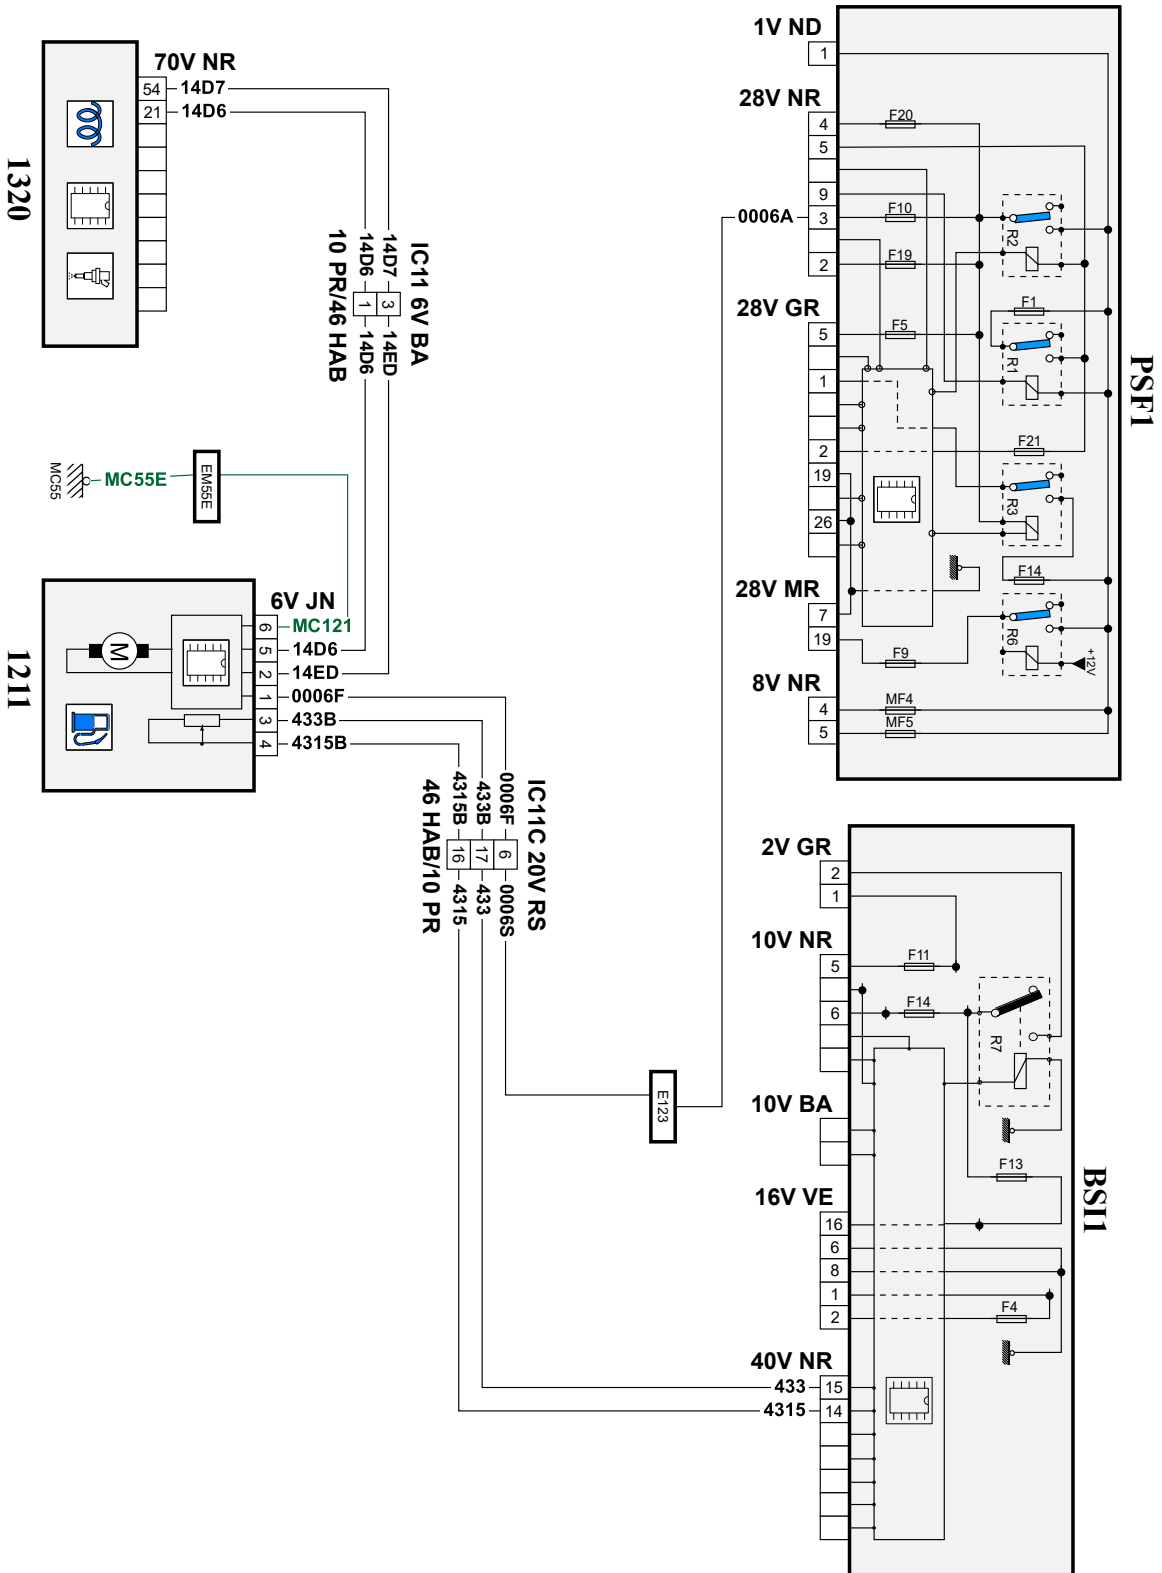 PSF1
1V ND
1
28V NR
4
F20
5
9
0006A
3
F10
R2
2
F19
28V GR
F1
5
F5
R1
1
2
F21
19
R3
26
F14
28V MR
7
R6
+12V
19
F9
8V NR
4
MF4
5
MF5
BSI1
2V GR
2
1
10V NR
5
F11
6
F14
R7
10V BA
F13
16V VE
16
6
8
1
2
F4
40V NR
433
15
4315
14
1320
70V NR
54
14D7
21
14D6
IC11 6V BA
14D7
3
14ED
14D6
1
14D6
10 PR/46 HAB
MC55
MC55E
EM55E
1211
6V JN
6
MC121
5
14D6
2
14ED
1
0006F
3
433B
4
4315B
M
IC11C 20V RS
0006F
6
0006S
433B
17
433
4315B
16
4315
46 HAB/10 PR
E123